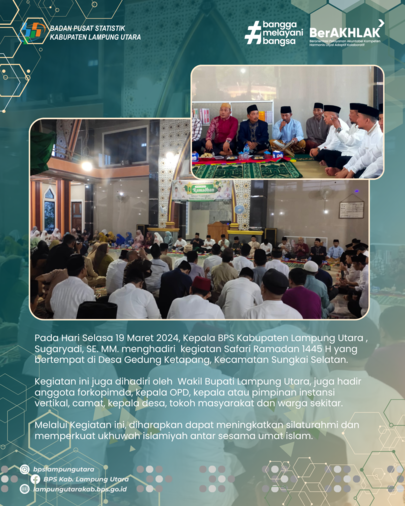 BADAN PUSAT STATISTIK
KABUPATEN LAMPUNG UTARA
#bangga
melayani
bangsa
BerAKHLAK
Pada Hari Selasa 19 Maret 2024, Kepala BPS Kabupaten Lampung Utara ,
Sugaryadi, SE. MM. menghadiri kegiatan Safari Ramadan 1445 H yang
bertempat di Desa Gedung Ketapang, Kecamatan Sungkai Selatan.
Kegiatan ini juga dihadiri oleh Wakil Bupati Lampung Utara, juga hadir
anggota forkopimda, kepala OPD, kepala atau pimpinan instansi
vertikal, camat, kepala desa, tokoh masyarakat dan warga sekitar.
Melalui Kegiatan ini, diharapkan dapat meningkatkan silaturahmi dan
memperkuat ukhuwah islamiyah antar sesama umat islam.
bpslampungutara
BPS Kab. Lampung Utara
lampungutarakab.bps.go.id